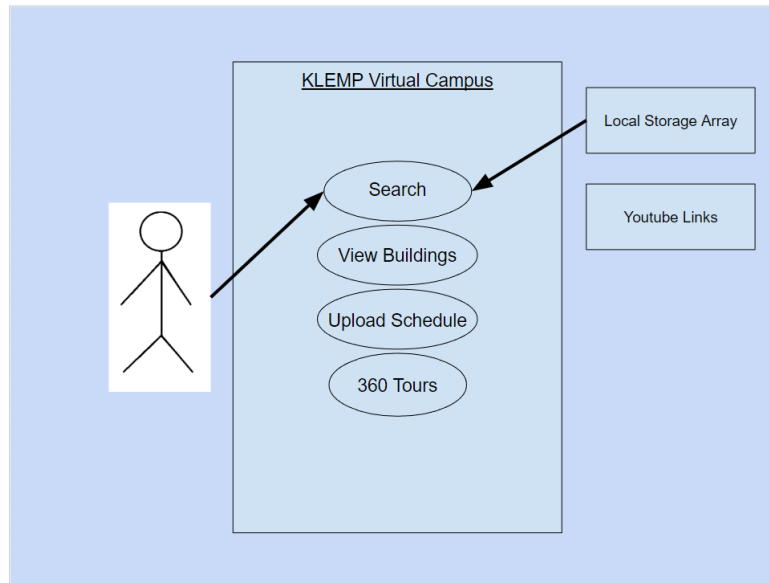 KLEMP Virtual Campus
Local Storage Array
Search
Youtube Links
View Buildings
Upload Schedule
360 Tours